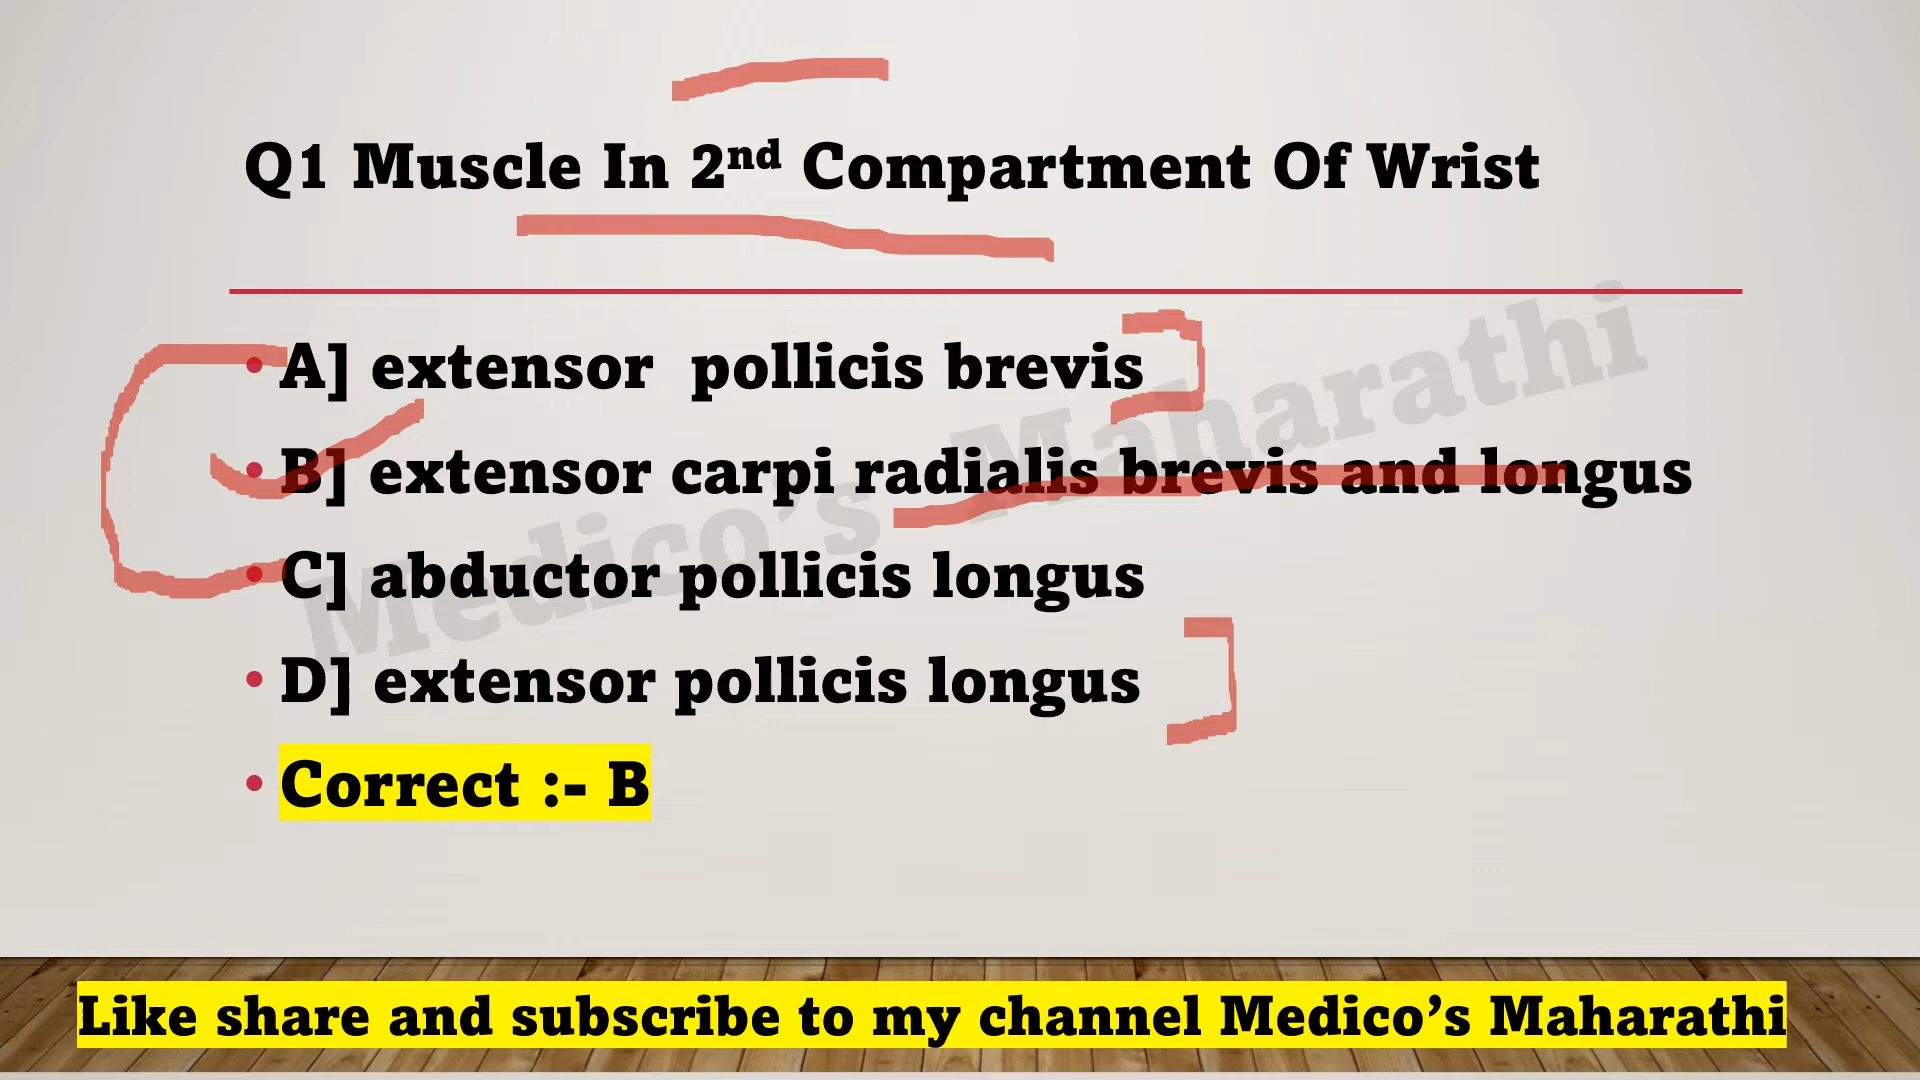 Q1 Muscle In 2nd Compartment Of Wrist
• A] extensor pollicis brevis
• B] extensor carpi radialis brevis and longus
• C] abductor pollicis longus
• D] extensor pollicis longus
• Correct :- B
Medico's Maharathi
Like share and subscribe to my channel Medico’s Maharathi